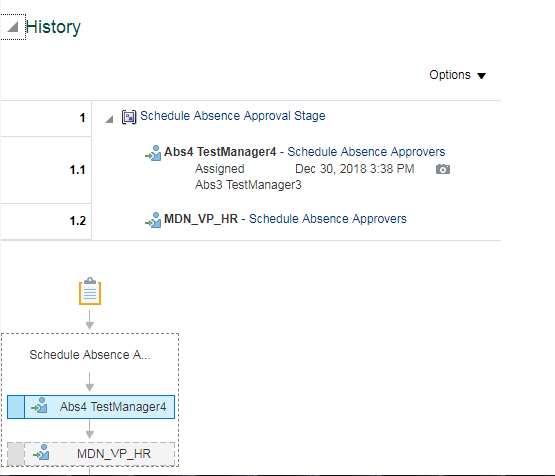 History
Options
1 Schedule Absence Approval Stage
1.1 Abs4 TestManager4 - Schedule Absence Approvers
Assigned Dec 30, 2018 3:38 PM
Abs3 TestManager3
1.2 MDN_VP_HR - Schedule Absence Approvers
Schedule Absence A...
Abs4 TestManager4
MDN_VP_HR